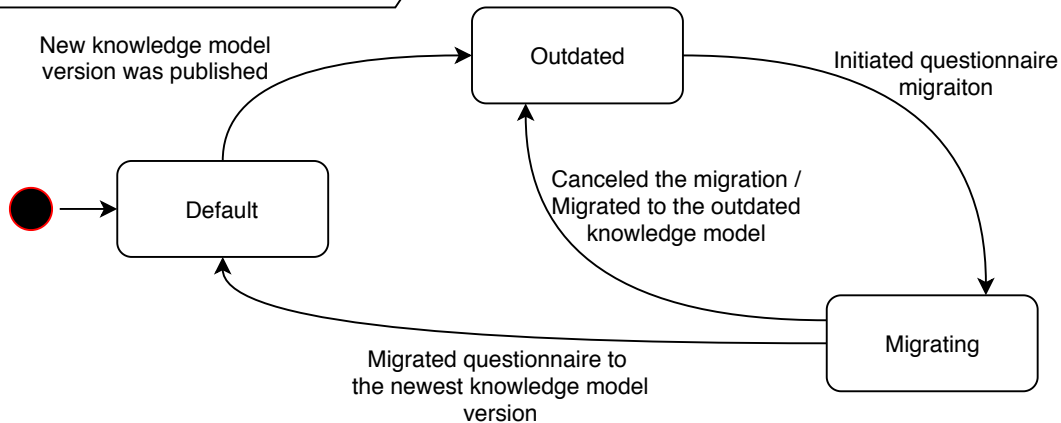 New knowledge model
version was published
Outdated
Initiated questionnaire
migraiton
Default
Canceled the migration /
Migrated to the outdated
knowledge model
Migrating
Migrated questionnaire to
the newest knowledge model
version